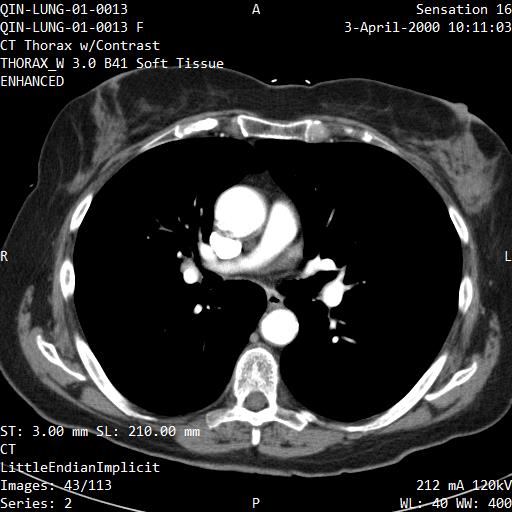 QIN-LUNG-01-0013
A
Sensation 16
QIN-LUNG-01-0013 F
3-April-2000 10:11:03
CT Thorax w/Contrast
THORAX_W 3.0 B41 Soft Tissue
ENHANCED
R
L
ST: 3.00 mm SL: 210.00 mm
CT
LittleEndianImplicit
Images: 43/113
212 mA 120kV
Series: 2
P
WL: 40 WW: 400